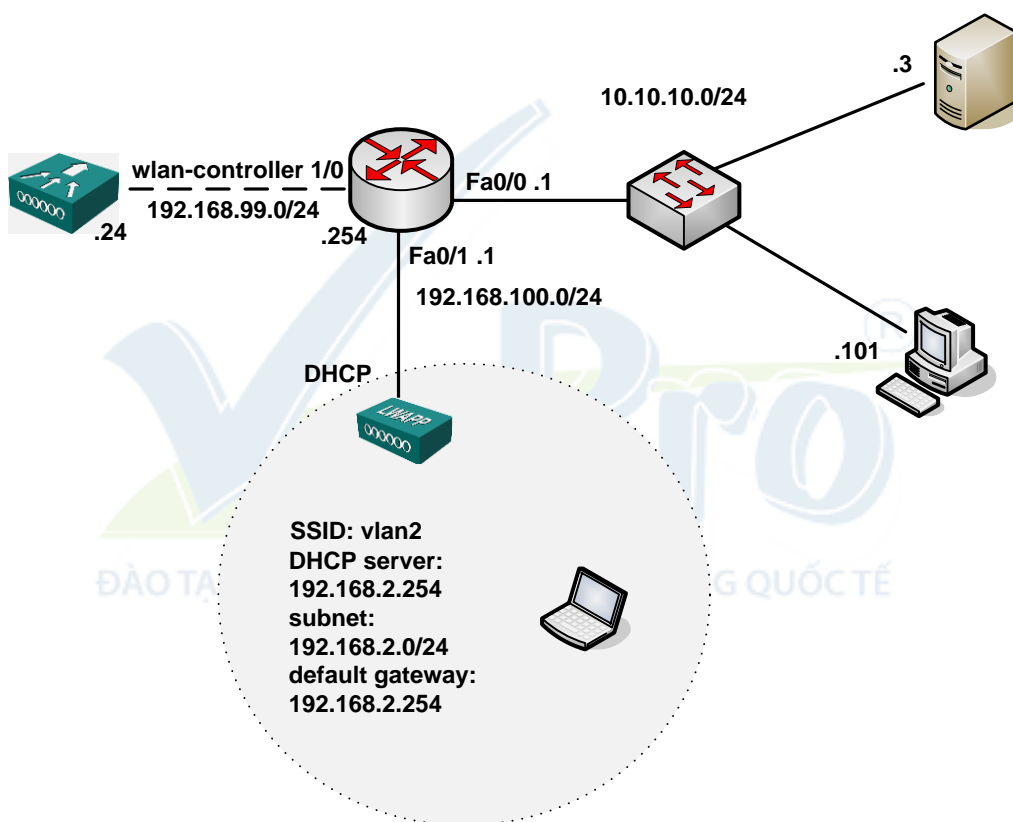 .3
10.10.10.0/24
wlan-controller 1/0
192.168.99.0/24
.24
.254
Fa0/0 .1
Fa0/1 .1
192.168.100.0/24
.101
®
DHCP
LWAPP
Pro
SSID: vlan2
DHCP server:
192.168.2.254
subnet:
192.168.2.0/24
default gateway:
192.168.2.254
ĐÀO TẠ
G QUỐC TẾ